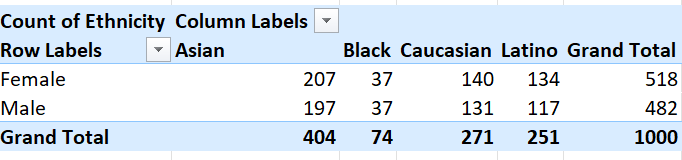 Count of Ethnicity Column Labels
Row Labels Asian Black Caucasian Latino Grand Total
Female 207 37 140 134 518
Male 197 37 131 117 482
Grand Total 404 74 271 251 1000